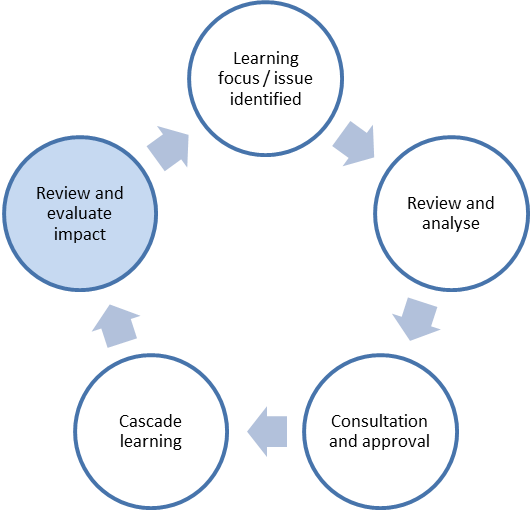 Learning
focus / issue
identified
Review and
analyse
Consultation
and approval
Cascade
learning
Review and
evaluate
impact